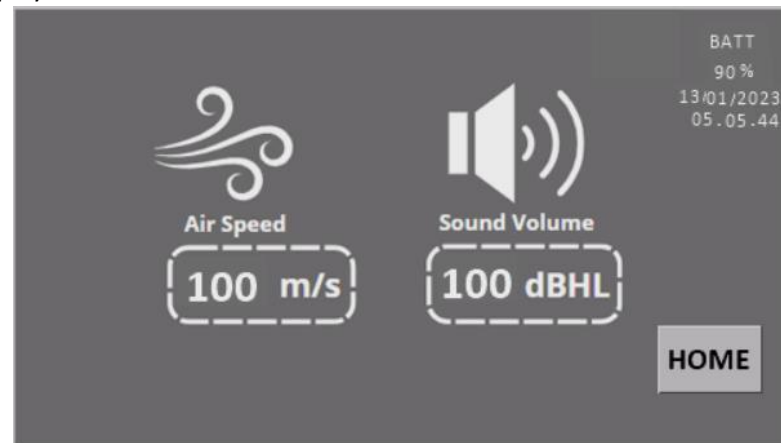 BATT
90%
13/01/2023
05.05.44
Air Speed
Sound Volume
100 m/s
100 dBHL
HOME